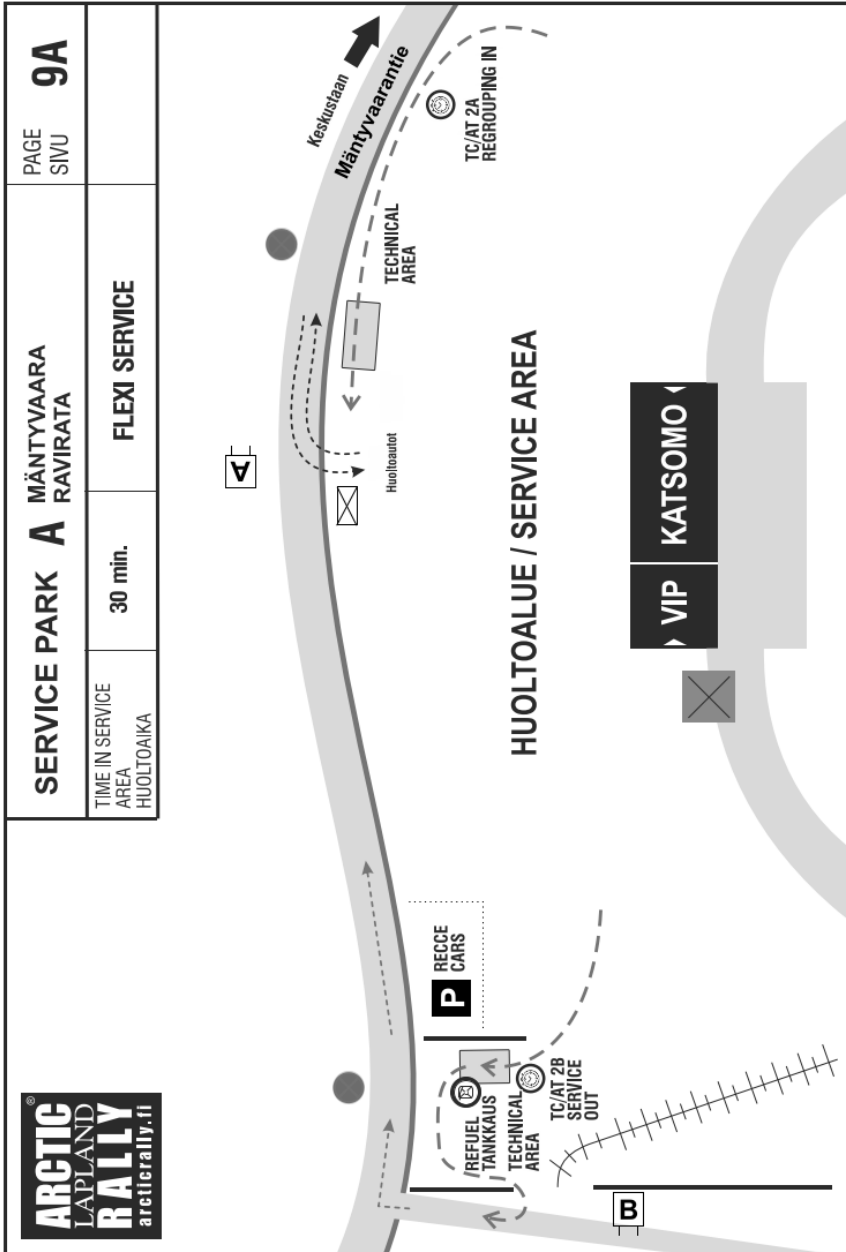 ARCTIC
LAPLAND
RALLY
arcticrally.fi
®
SERVICE PARK A MÄNTYVAARA
RAVIRATA
PAGE
SIVU
9A
TIME IN SERVICE
AREA
HUOLTOAIKA
30 min.
FLEXI SERVICE
Keskustaan
Mäntyvaarantie
A
TECHNICAL
AREA
TC/AT 2A
REGROUPING IN
Huoltoautot
HUOLTOALUE / SERVICE AREA
VIP
KATSOMO
P
RECCE
CARS
REFUEL
TANKKAUS
TECHNICAL
AREA
TC/AT 2B
SERVICE
OUT
B